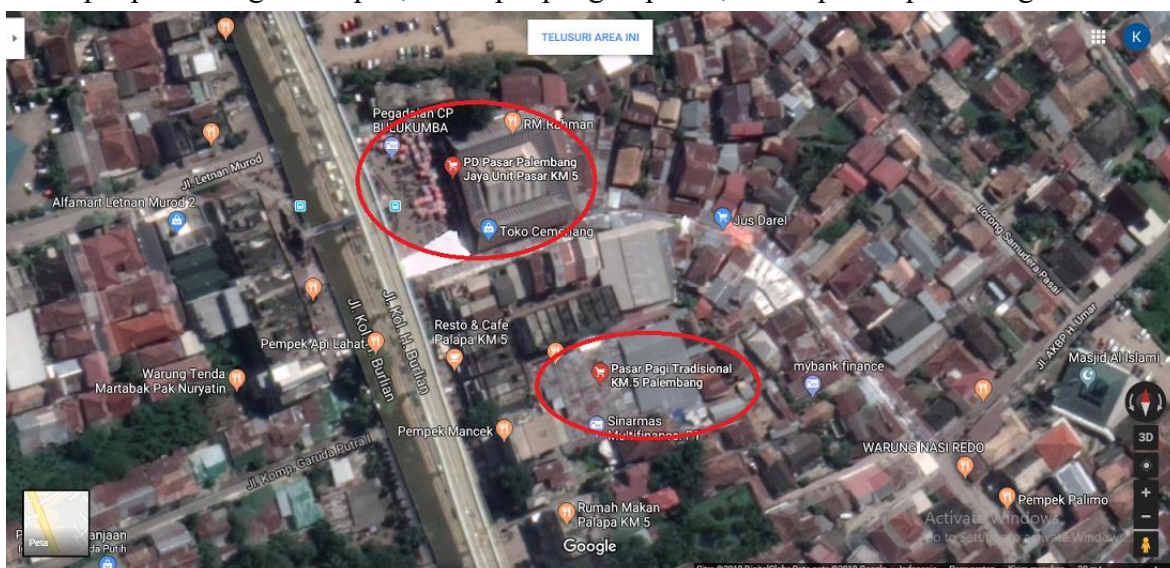 TELUSURI AREA INI
K
Pegadaian CP
BULUKUMBA
RM.Rahman
PD Pasar Palembang
Jaya Unit Pasar KM 5
Jl. Letnan Murod
Alfamart Letnan Murod 2
Toko Cemerlang
Jus Darel
Lorong Samudera Pasai
Jl. Kol. H. Burlian
Jl. Kol. H. Burlian
Resto & Cafe
Palapa KM 5
Pempek Api Lahat
Jl. AKBP H. Umar
Pasar Pagi Tradisional
KM.5 Palembang
mybank finance
Masjid Al Islami
Warung Tenda
Martabak Pak Nuryatin
Sinarmas
Multifinance. PT
Pempek Mancek
WARUNG NASI REDO
3D
Jl. Komp. Garuda Putra I
Pempek Palimo
Rumah Makan
Palapa KM 5
Activate Windows
Go to Settings to activate Windows.
Peta
Google